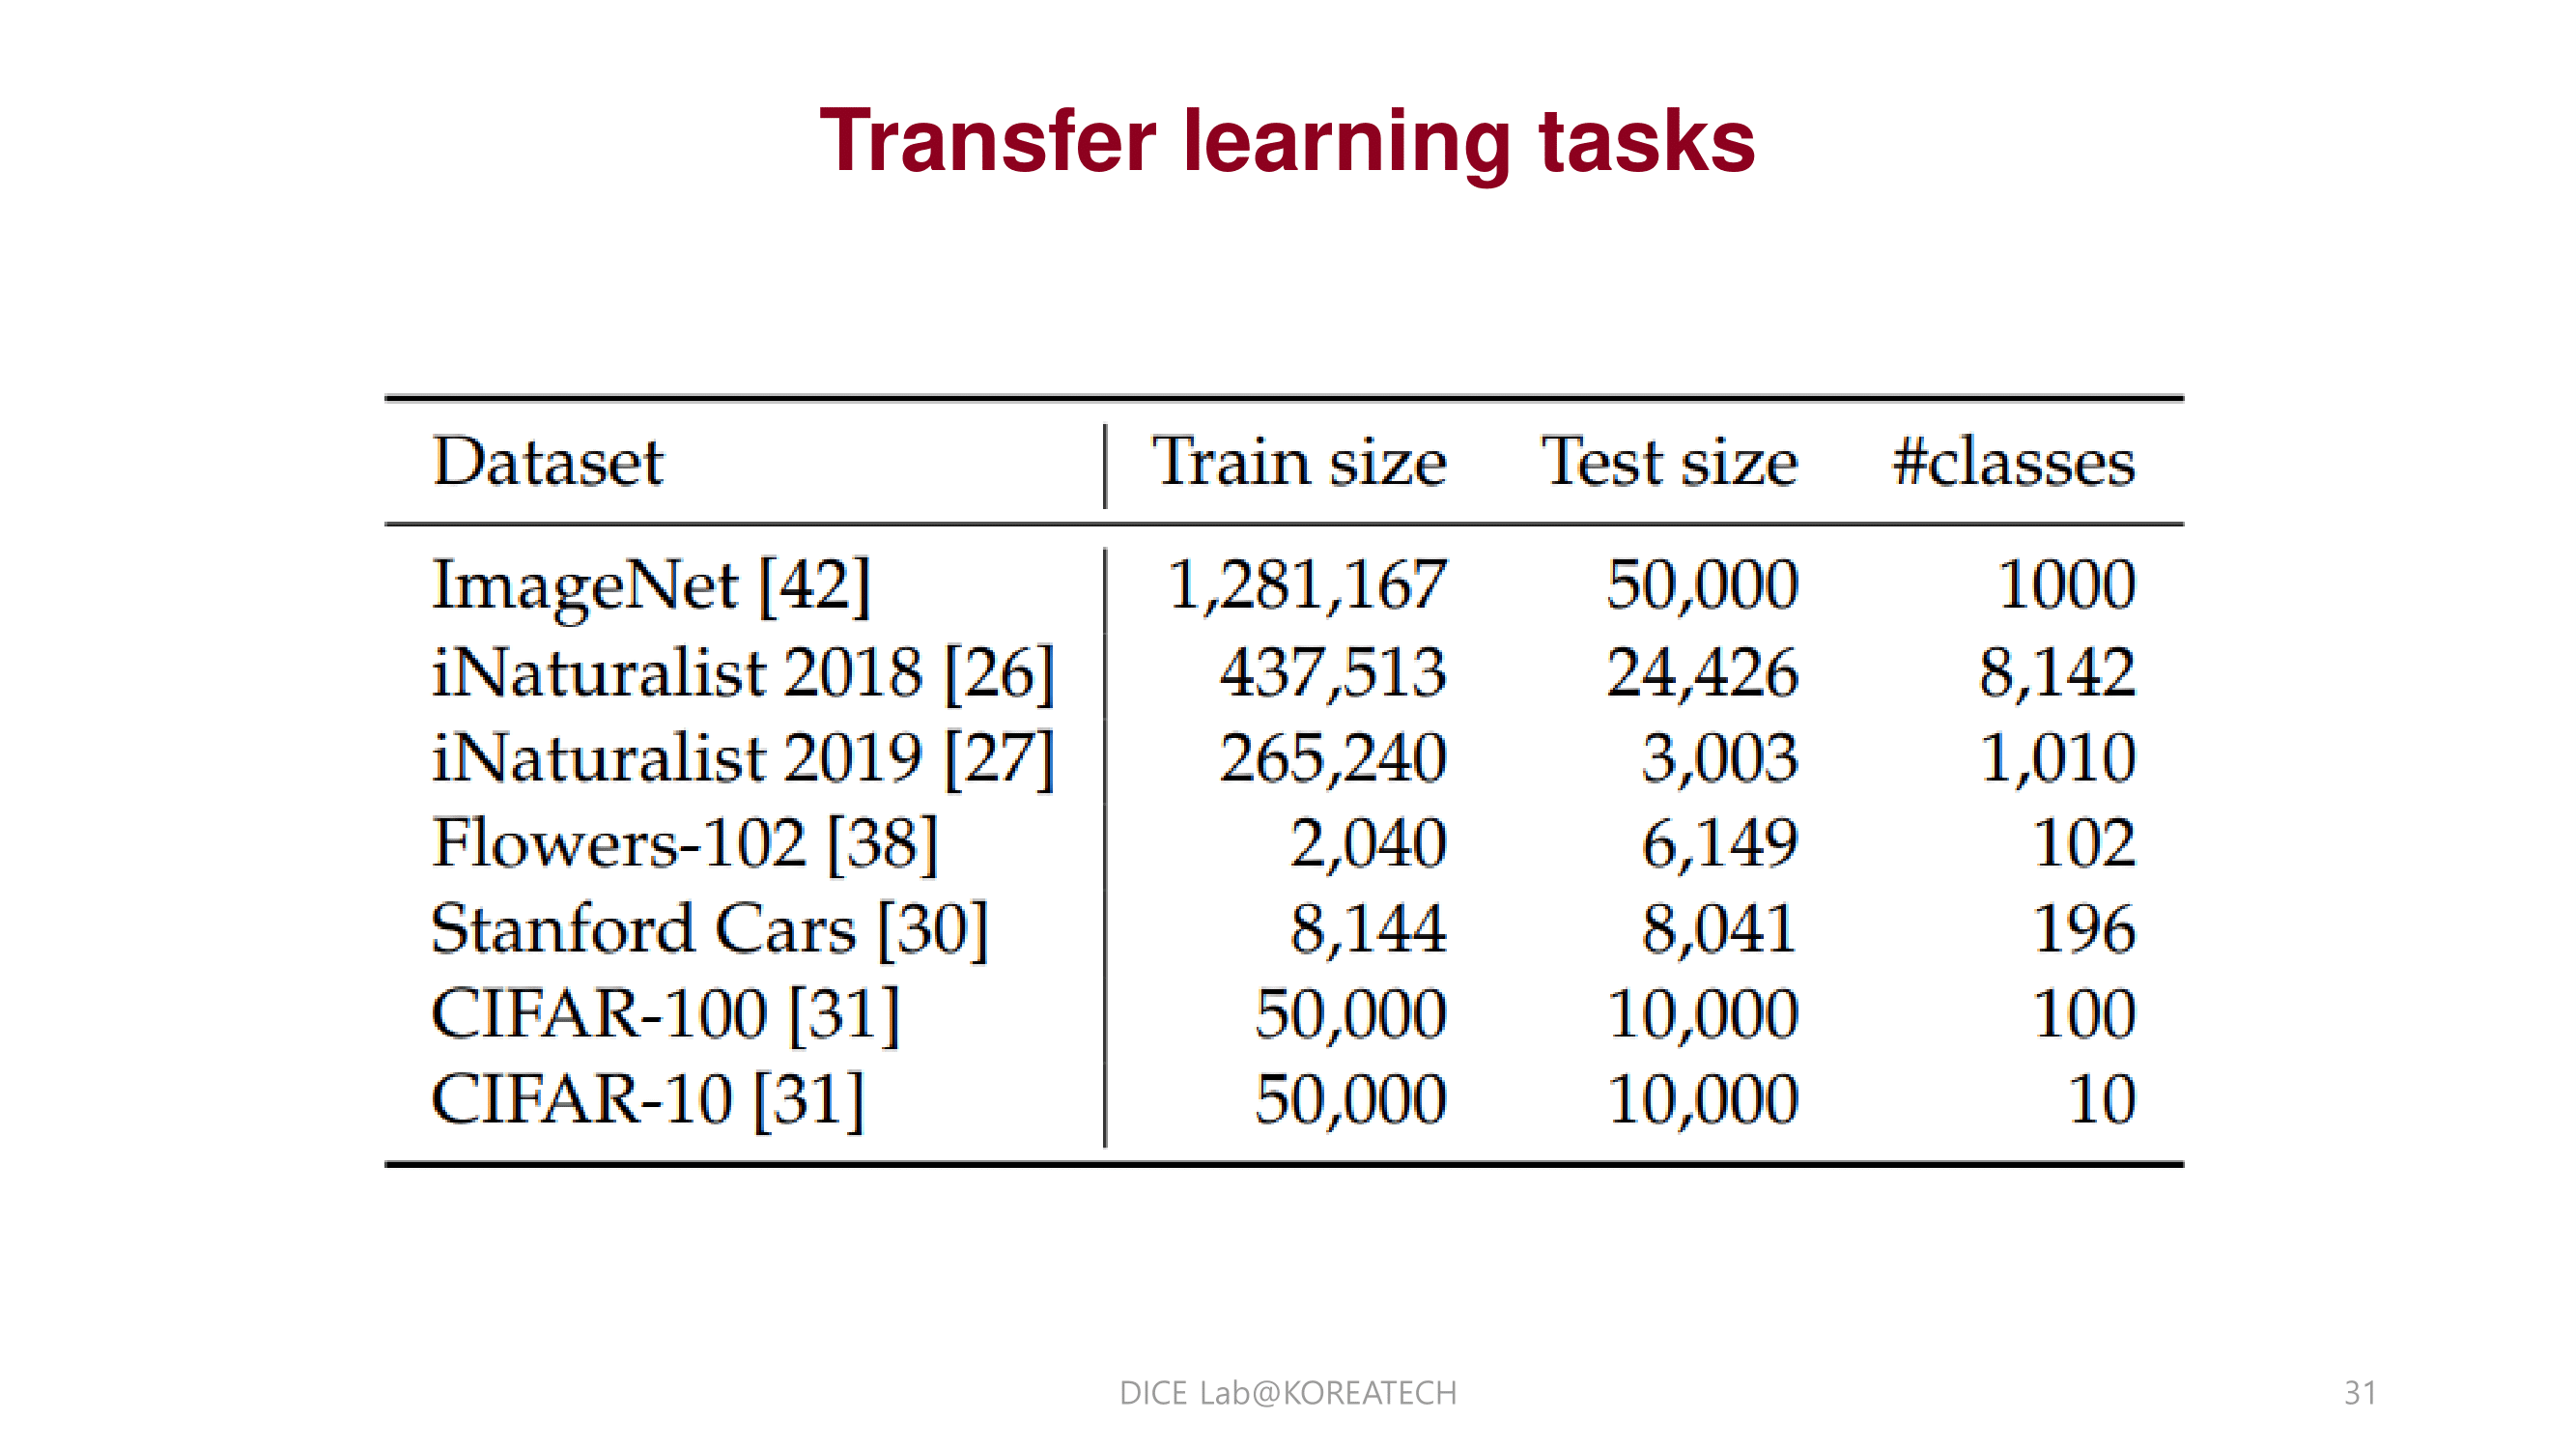 Transfer learning tasks
Dataset Train size Test size #classes
ImageNet [42] 1,281,167 50,000 1000
iNaturalist 2018 [26] 437,513 24,426 8,142
iNaturalist 2019 [27] 265,240 3,003 1,010
Flowers-102 [38] 2,040 6,149 102
Stanford Cars [30] 8,144 8,041 196
CIFAR-100 [31] 50,000 10,000 100
CIFAR-10 [31] 50,000 10,000 10
DICE Lab@KOREATECH 31